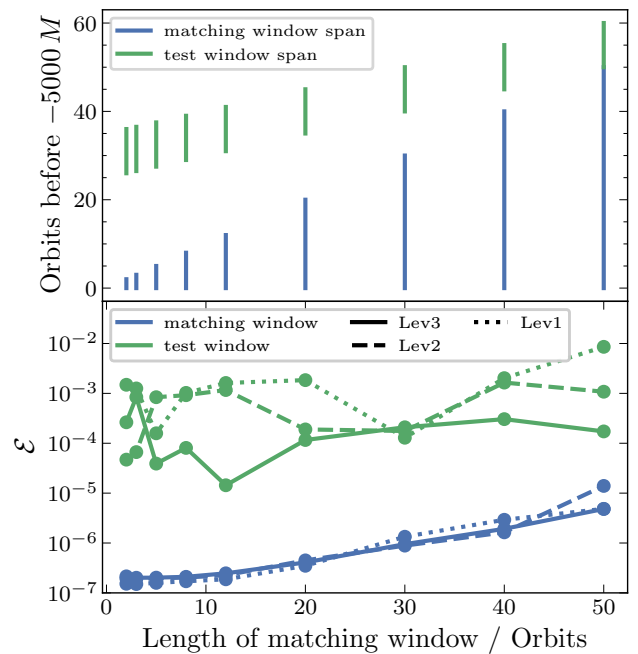 Orbits before −5000 M
60
40
20
0
matching window span
test window span
ℰ
10⁻²
10⁻³
10⁻⁴
10⁻⁵
10⁻⁶
10⁻⁷
matching window
test window
Lev3
Lev2
Lev1
0 10 20 30 40 50
Length of matching window / Orbits